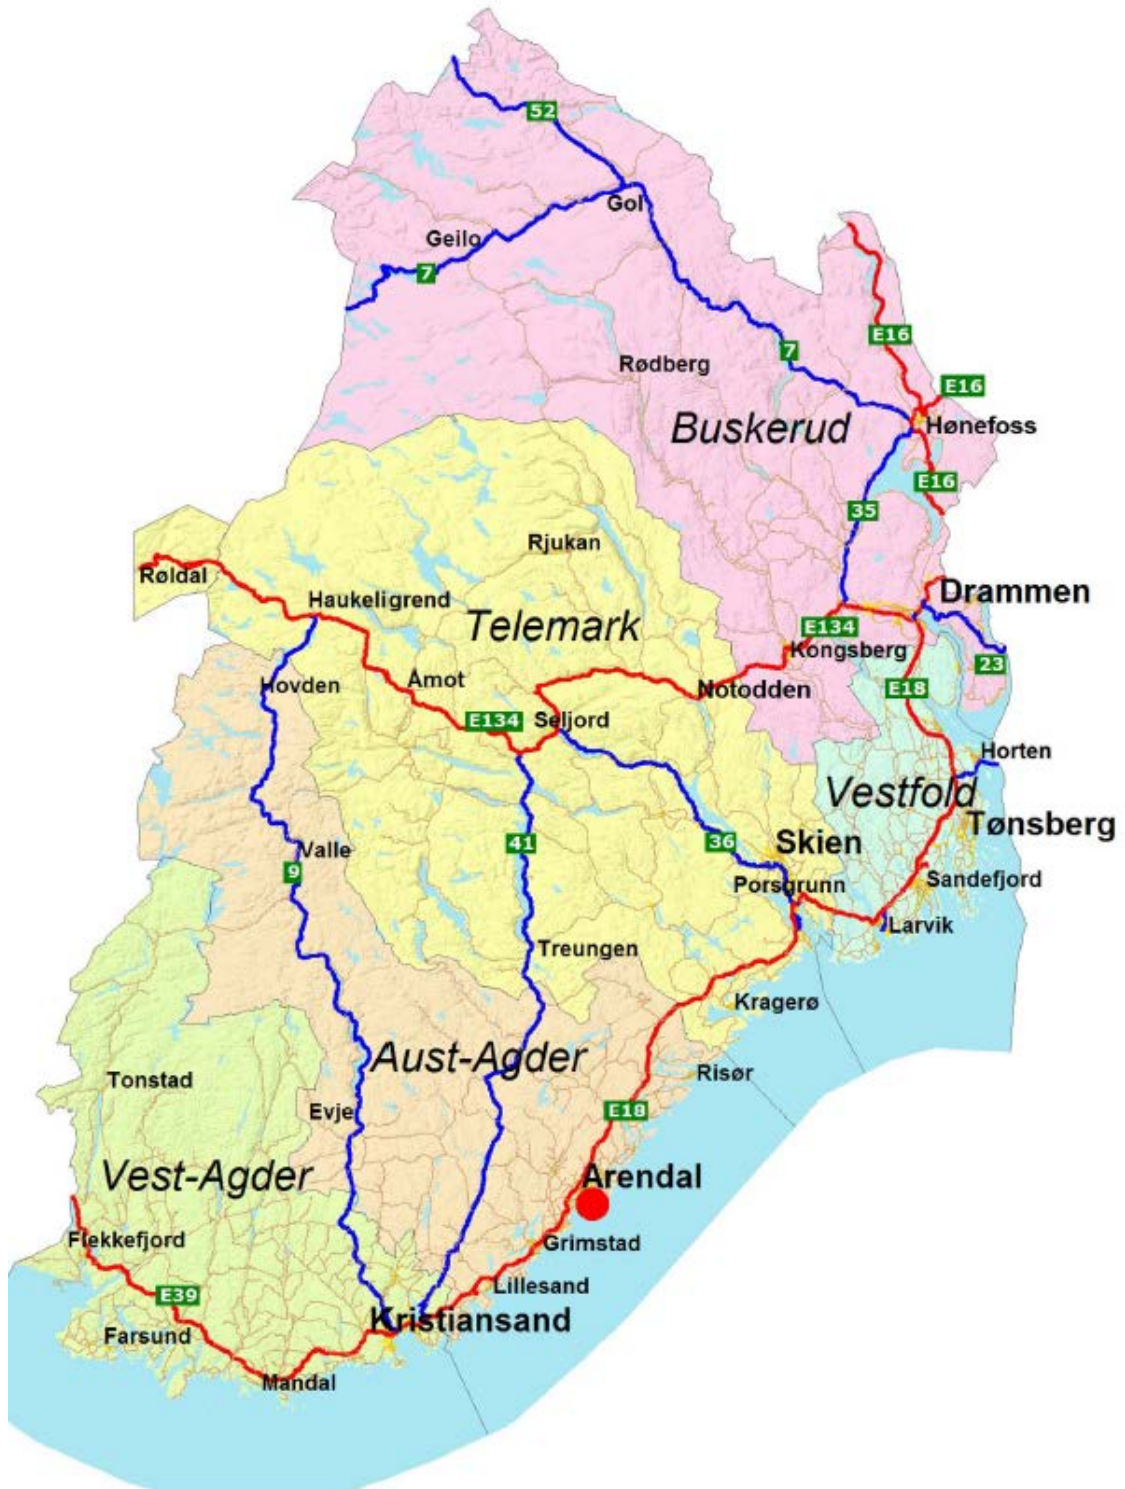 52
Gol
Geilo
7
E16
7
Rødberg
E16
Buskerud
Hønefoss
E16
35
Rjukan
Røldal
Drammen
Haukeligrend
Telemark
E134
Kongsberg
23
Hovden
Åmot
Notodden
E18
E134
Seljord
Horten
Vestfold
Tønsberg
41
36
Skien
Valle
9
Porsgrunn
Sandefjord
Larvik
Treungen
Kragerø
Aust-Agder
Risør
Tonstad
Evje
E18
Vest-Agder
Arendal
Flekkefjord
Grimstad
Lillesand
E39
Kristiansand
Farsund
Mandal